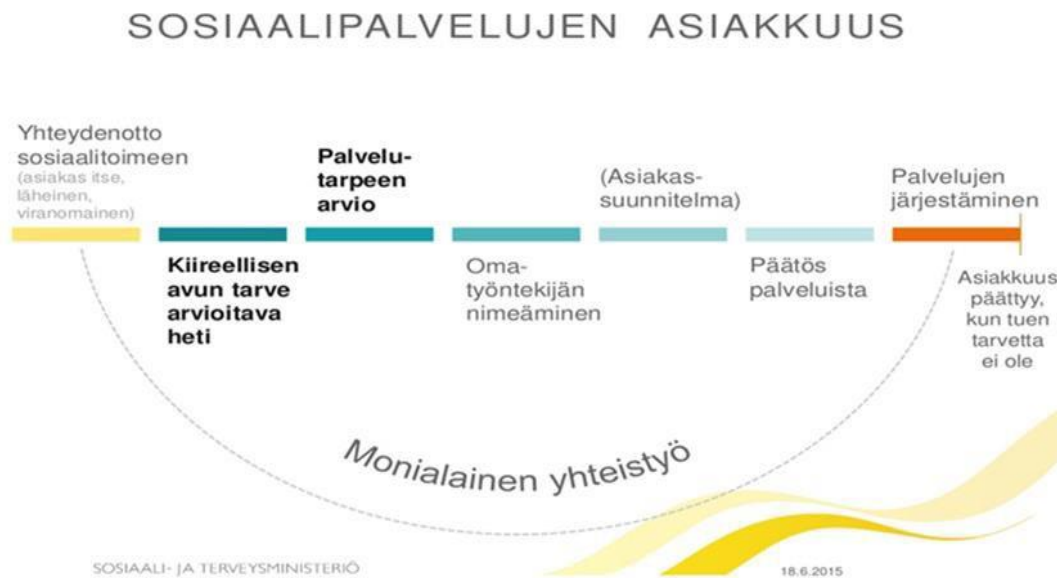 SOSIAALIPALVELUJEN ASIAKKUUS
Yhteydenotto
sosiaalitoimeen
(asiakas itse,
läheinen,
viranomainen)
Kiireellisen
avun tarve
arvioitava
heti
Palvelu-
tarpeen
arvio
Oma-
työntekijän
nimeäminen
(Asiakas-
suunnitelma)
Päätös
palveluista
Palvelujen
järjestäminen
Asiakkuus
päättyy,
kun tuen
tarvetta
ei ole
Monialainen yhteistyö
SOSIAALI- JA TERVEYSMINISTERIÖ
18.6.2015